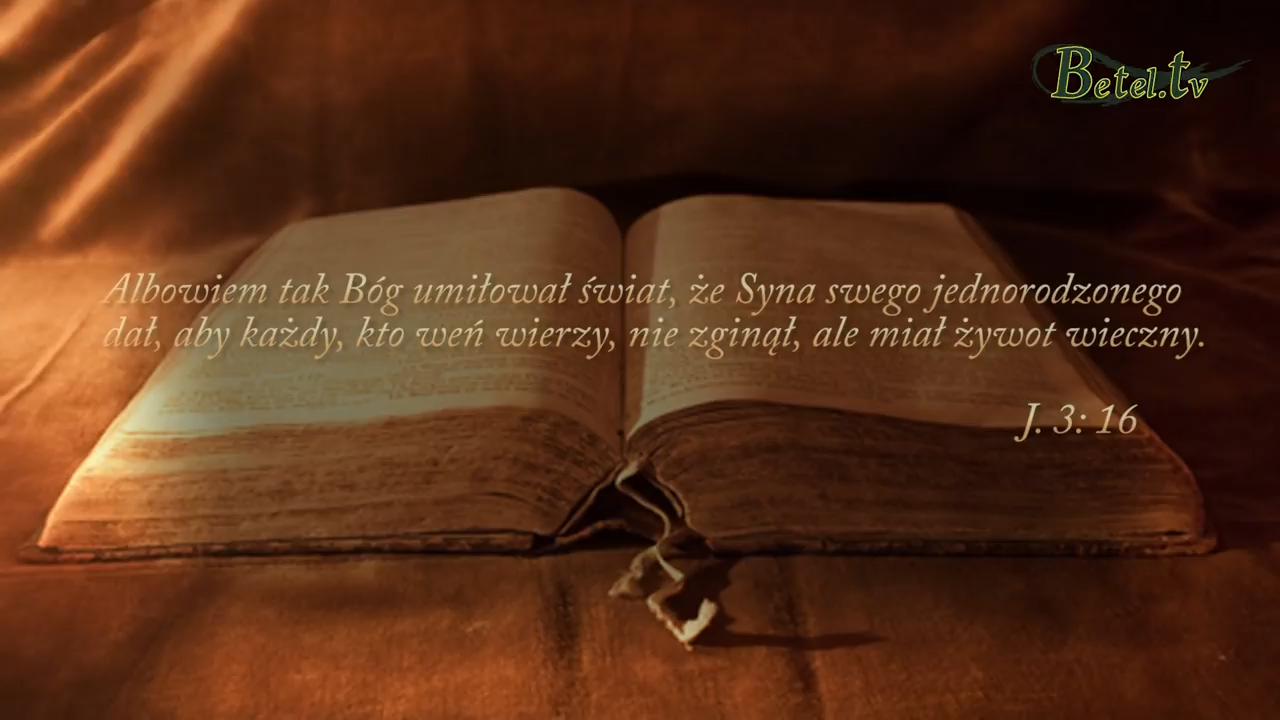 Betel.tv
Albowiem tak Bóg umiłował świat, że Syna swego jednorodzonego
dał, aby każdy, kto weń wierzy, nie zginął, ale miał żywot wieczny.
J. 3: 16